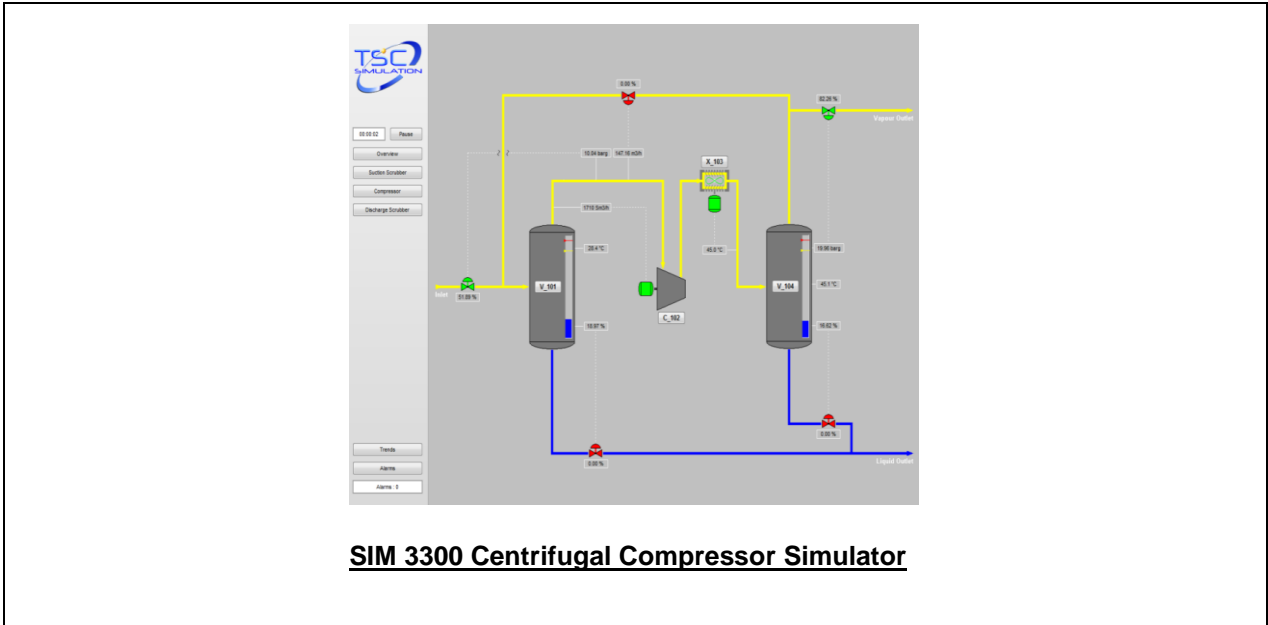 TSC
SIMULATION
00:00:02 Pause
Overview
Suction Scrubber
Compressor
Discharge Scrubber
Trends
Alarms
Alarms : 0
0.00 %
62.26 %
Vapour Outlet
10.04 barg 147.16 m3/h
X_103
1710 Sm3/h
28.4 °C
45.0 °C
19.98 barg
Inlet
51.09 %
V_101
C_102
V_104
45.1 °C
18.97 %
16.62 %
0.00 %
0.00 %
Liquid Outlet
SIM 3300 Centrifugal Compressor Simulator